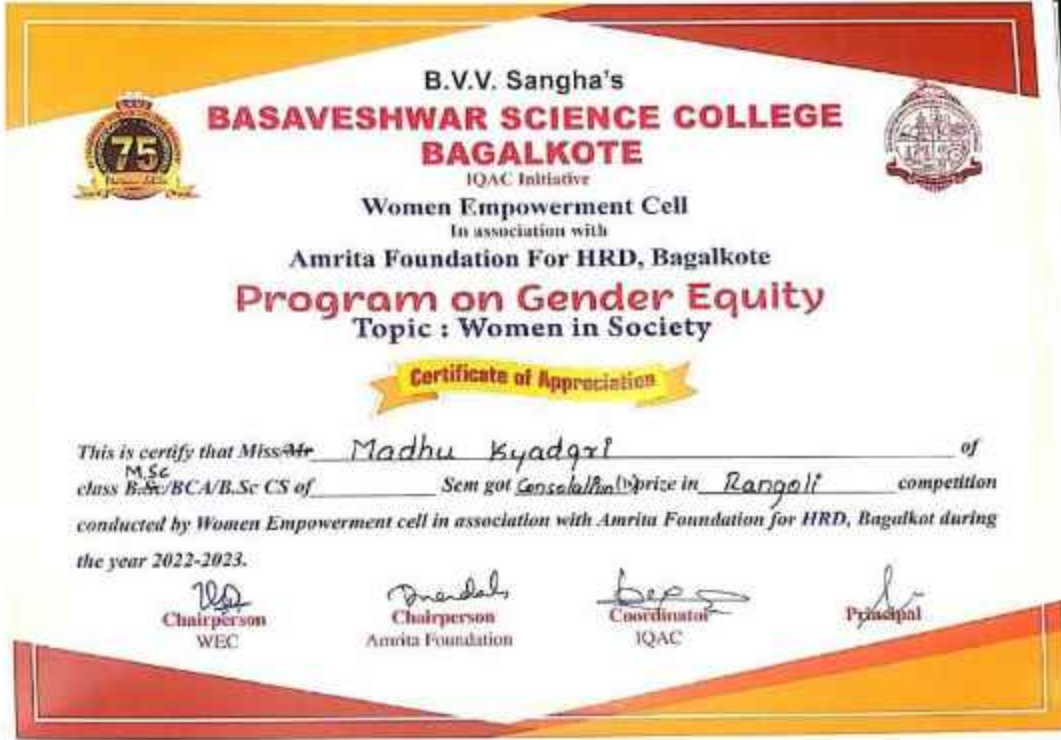 B.V.V. Sangha's
BASAVESHWAR SCIENCE COLLEGE
BAGALKOTE
75
IQAC Initiative
Women Empowerment Cell
In association with
Amrita Foundation For HRD, Bagalkote
Program on Gender Equity
Topic : Women in Society
Certificate of Appreciation
This is certify that Miss/Mr Madhu Kyadgri of
M.Sc
class B.Sc/BCA/B.Sc CS of Sem got Consolation prize in Rangoli competition
conducted by Women Empowerment cell in association with Amrita Foundation for HRD, Bagalkot during
the year 2022-2023.
Chairperson Chairperson Coordinator Principal
WEC Amrita Foundation IQAC